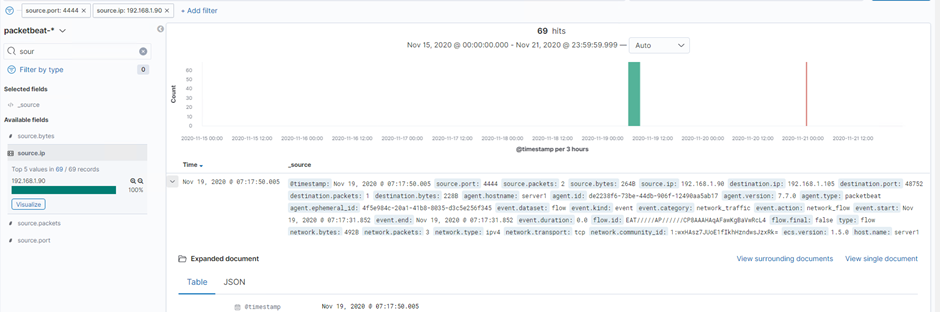 source.port: 4444 × source.ip: 192.168.1.90 × + Add filter
packetbeat-*
sour
Filter by type 0
Selected fields
_source
Available fields
source.bytes
source.ip
Top 5 values in 69 / 69 records
192.168.1.90
100%
Visualize
source.packets
source.port
69 hits
Nov 15, 2020 @ 00:00:00.000 - Nov 21, 2020 @ 23:59:59.999 — Auto
Count
60
50
40
30
20
10
0
2020-11-15 00:00 2020-11-15 12:00 2020-11-16 00:00 2020-11-16 12:00 2020-11-17 00:00 2020-11-17 12:00 2020-11-18 00:00 2020-11-18 12:00 2020-11-19 00:00 2020-11-19 12:00 2020-11-20 00:00 2020-11-20 12:00 2020-11-21 00:00 2020-11-21 12:00
@timestamp per 3 hours
Time _source
Nov 19, 2020 @ 07:17:50.005 @timestamp: Nov 19, 2020 @ 07:17:50.005 source.port: 4444 source.packets: 2 source.bytes: 264B source.ip: 192.168.1.90 destination.ip: 192.168.1.105 destination.port: 48752
destination.packets: 1 destination.bytes: 228B agent.hostname: server1 agent.id: de2238f6-73be-44db-906f-12490aa5ab17 agent.version: 7.7.0 agent.type: packetbeat
agent.ephemeral_id: 4f5e984c-20a1-41b8-8035-d3c5e256f345 event.dataset: flow event.kind: event event.category: network_traffic event.action: network_flow event.start: Nov
19, 2020 @ 07:17:31.852 event.end: Nov 19, 2020 @ 07:17:31.852 event.duration: 0.0 flow.id: EAT/////AP//////CP8AAAHAqAFawKgBaVwRcL4 flow.final: false type: flow
network.bytes: 492B network.packets: 3 network.type: ipv4 network.transport: tcp network.community_id: 1:wxHAsz7JUoE1fIkhHzndwsJzxRk= ecs.version: 1.5.0 host.name: server1
Expanded document View surrounding documents View single document
Table JSON
@timestamp Nov 19, 2020 @ 07:17:50.005